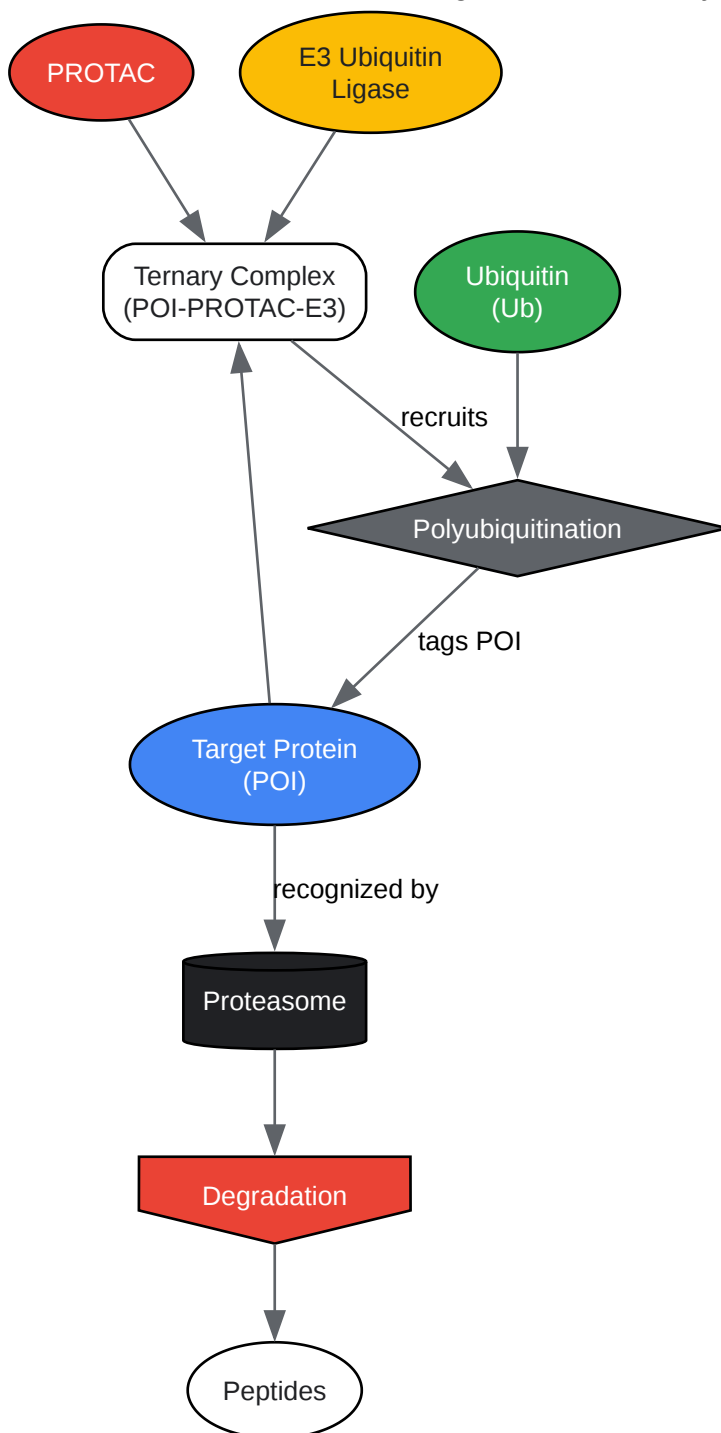 PROTAC
E3 Ubiquitin
Ligase
Ternary Complex
(POI-PROTAC-E3)
Ubiquitin
(Ub)
recruits
Polyubiquitination
tags POI
Target Protein
(POI)
recognized by
Proteasome
Degradation
Peptides